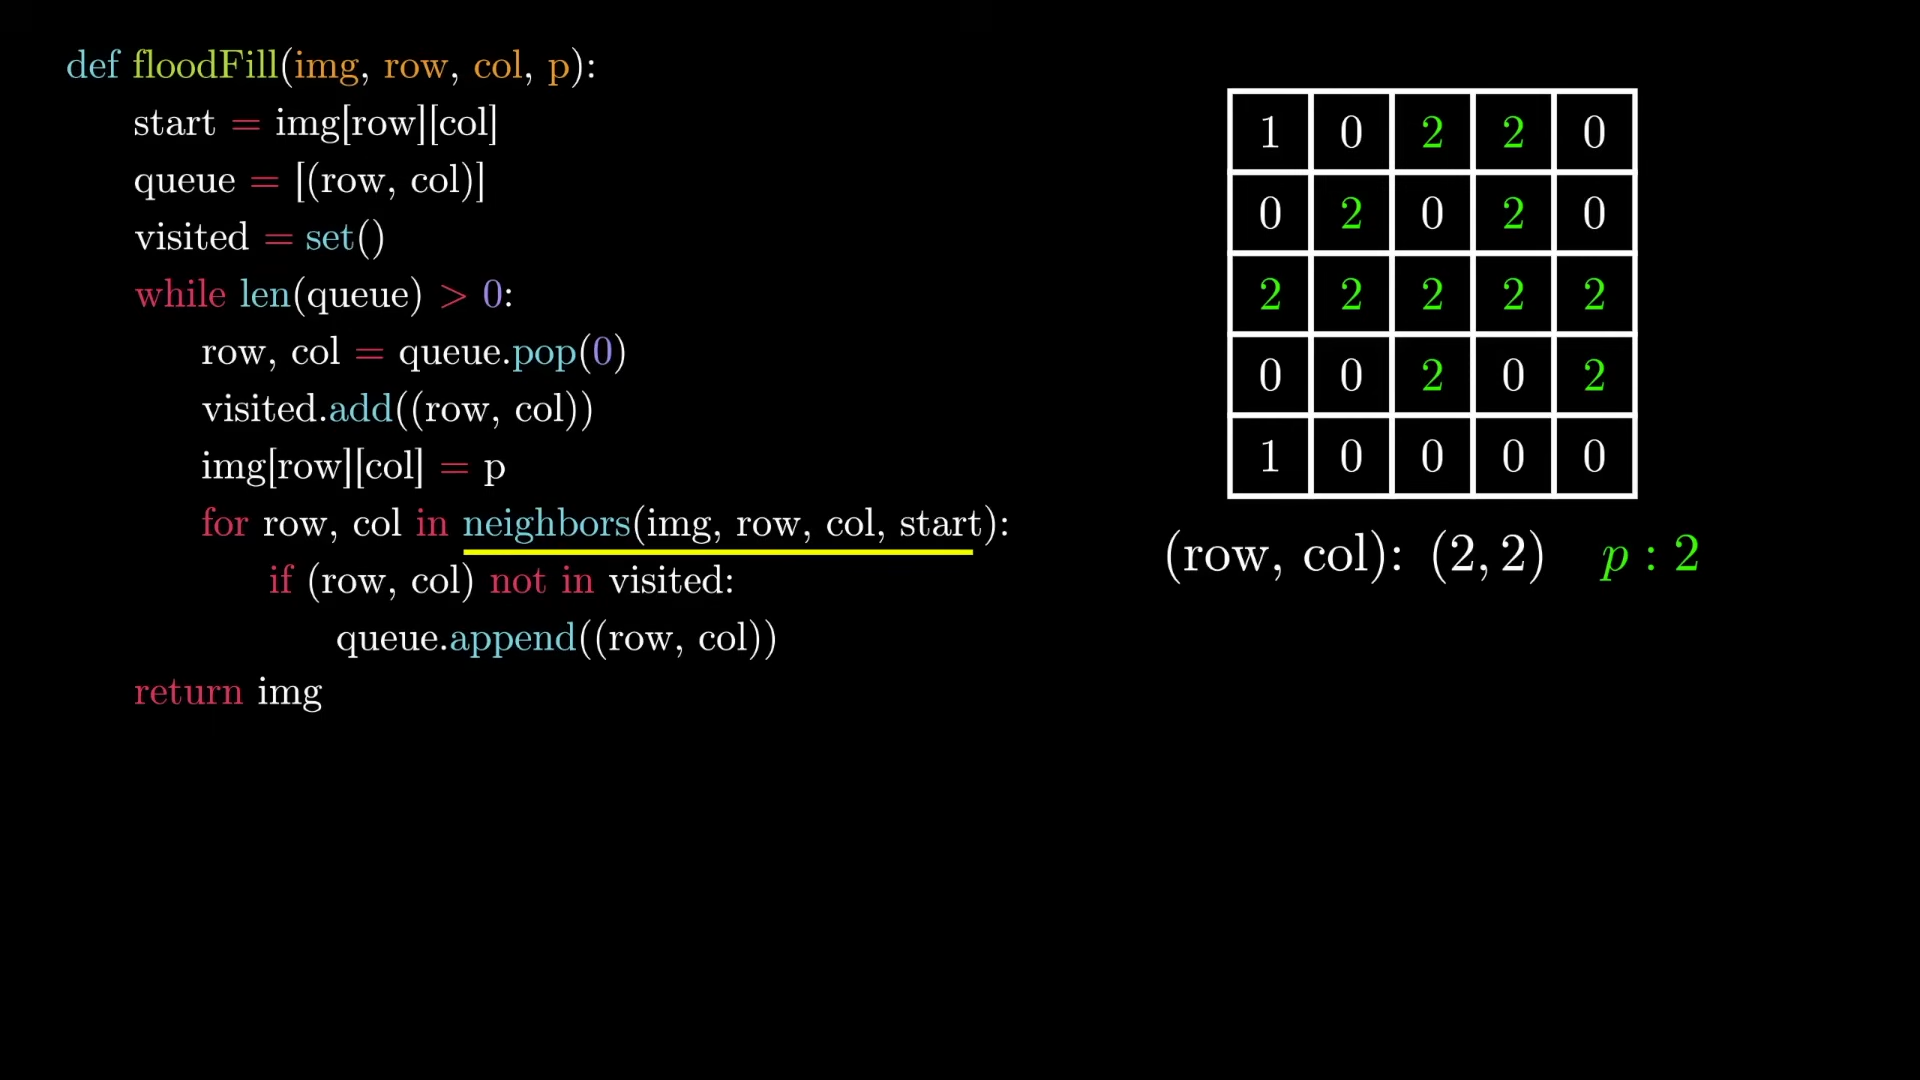 def floodFill(img, row, col, p):
start = img[row][col]
queue = [(row, col)]
visited = set()
while len(queue) > 0:
row, col = queue.pop(0)
visited.add((row, col))
img[row][col] = p
for row, col in neighbors(img, row, col, start):
if (row, col) not in visited:
queue.append((row, col))
return img
1 0 2 2 0
0 2 0 2 0
2 2 2 2 2
0 0 2 0 2
1 0 0 0 0
(row, col): (2, 2) p : 2